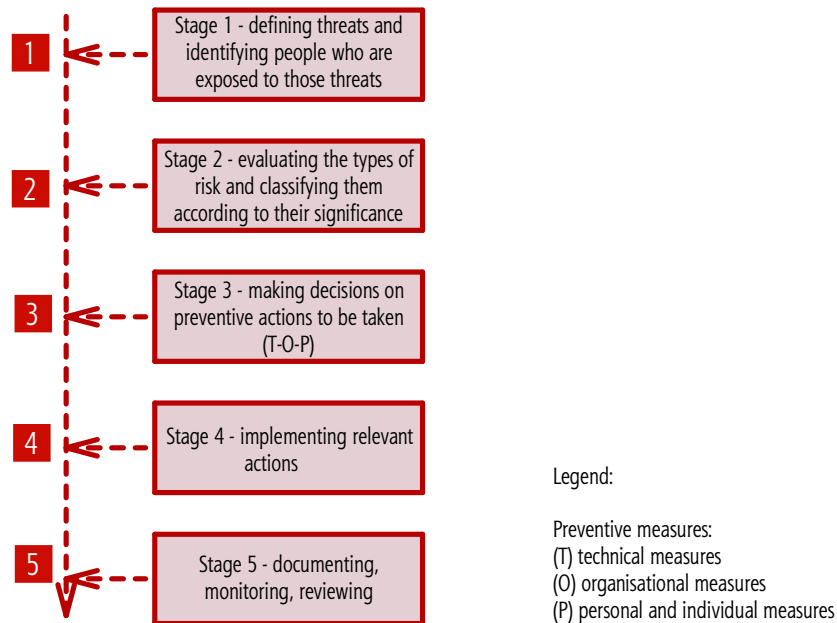 1
Stage 1 - defining threats and
identifying people who are
exposed to those threats
2
Stage 2 - evaluating the types of
risk and classifying them
according to their significance
3
Stage 3 - making decisions on
preventive actions to be taken
(T-O-P)
4
Stage 4 - implementing relevant
actions
5
Stage 5 - documenting,
monitoring, reviewing
Legend:
Preventive measures:
(T) technical measures
(O) organisational measures
(P) personal and individual measures